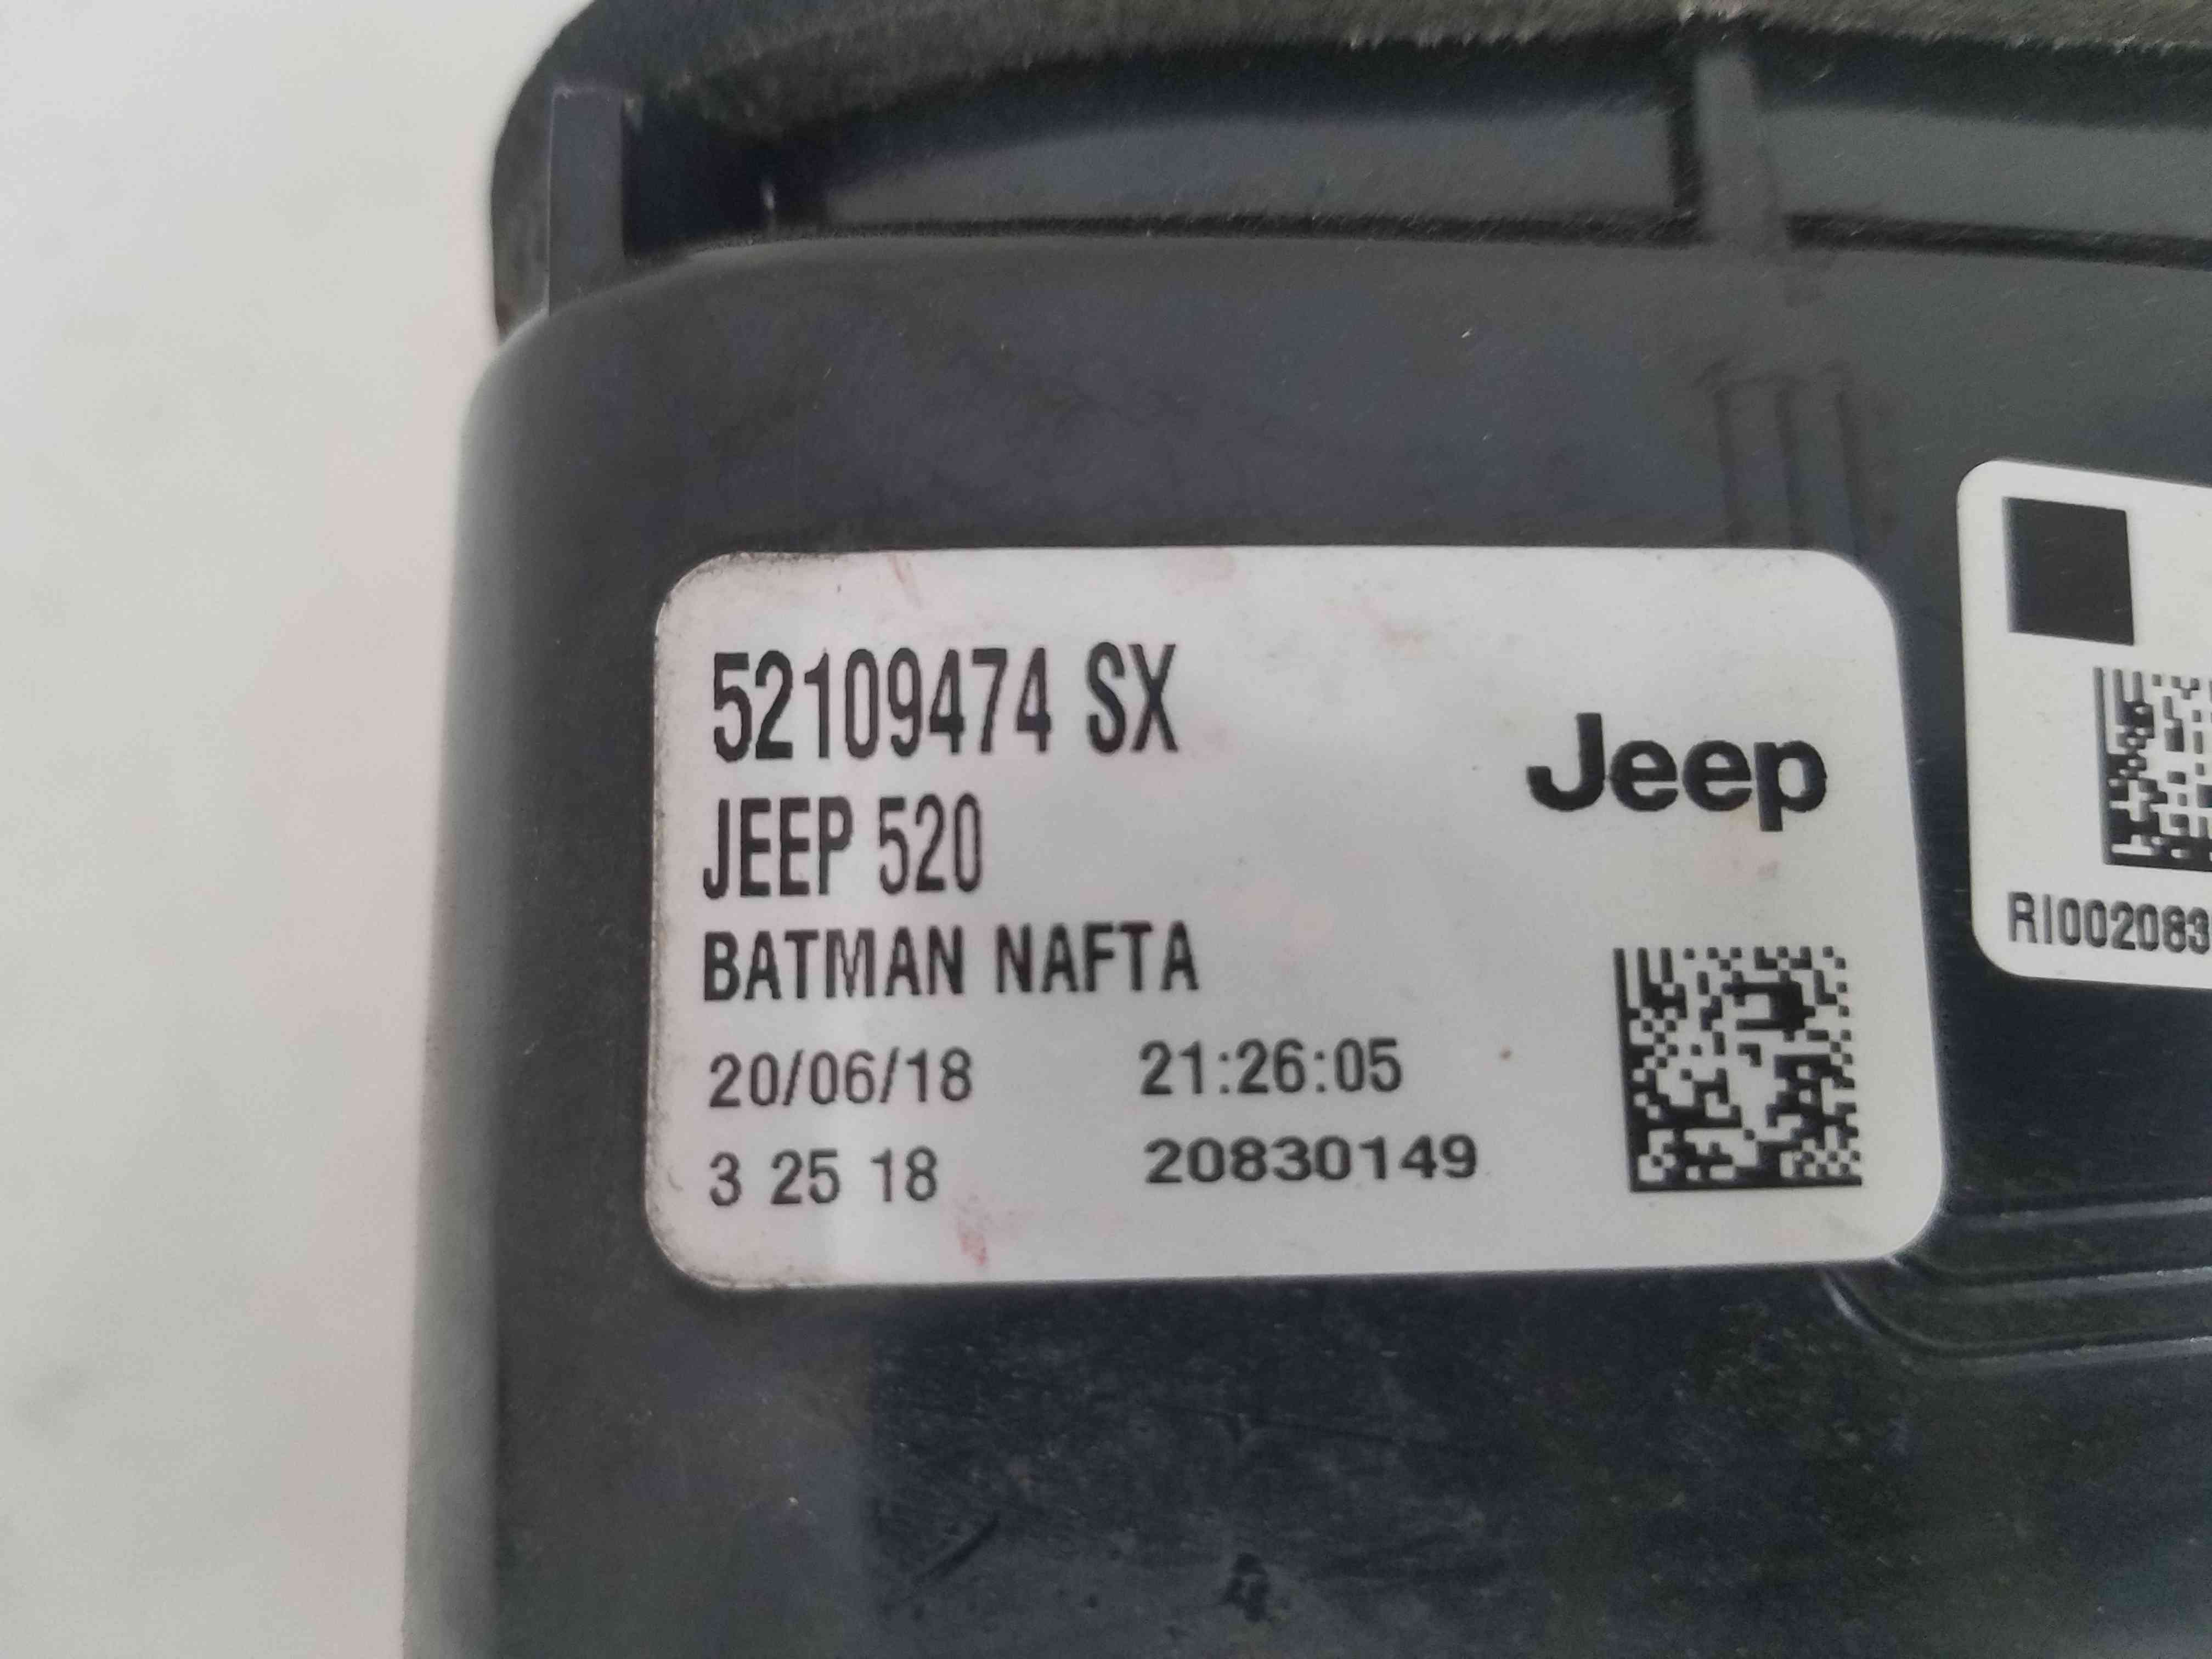 52109474 SX
Jeep
JEEP 520
BATMAN NAFTA
20/06/18 21:26:05
3 25 18 20830149
RI002083